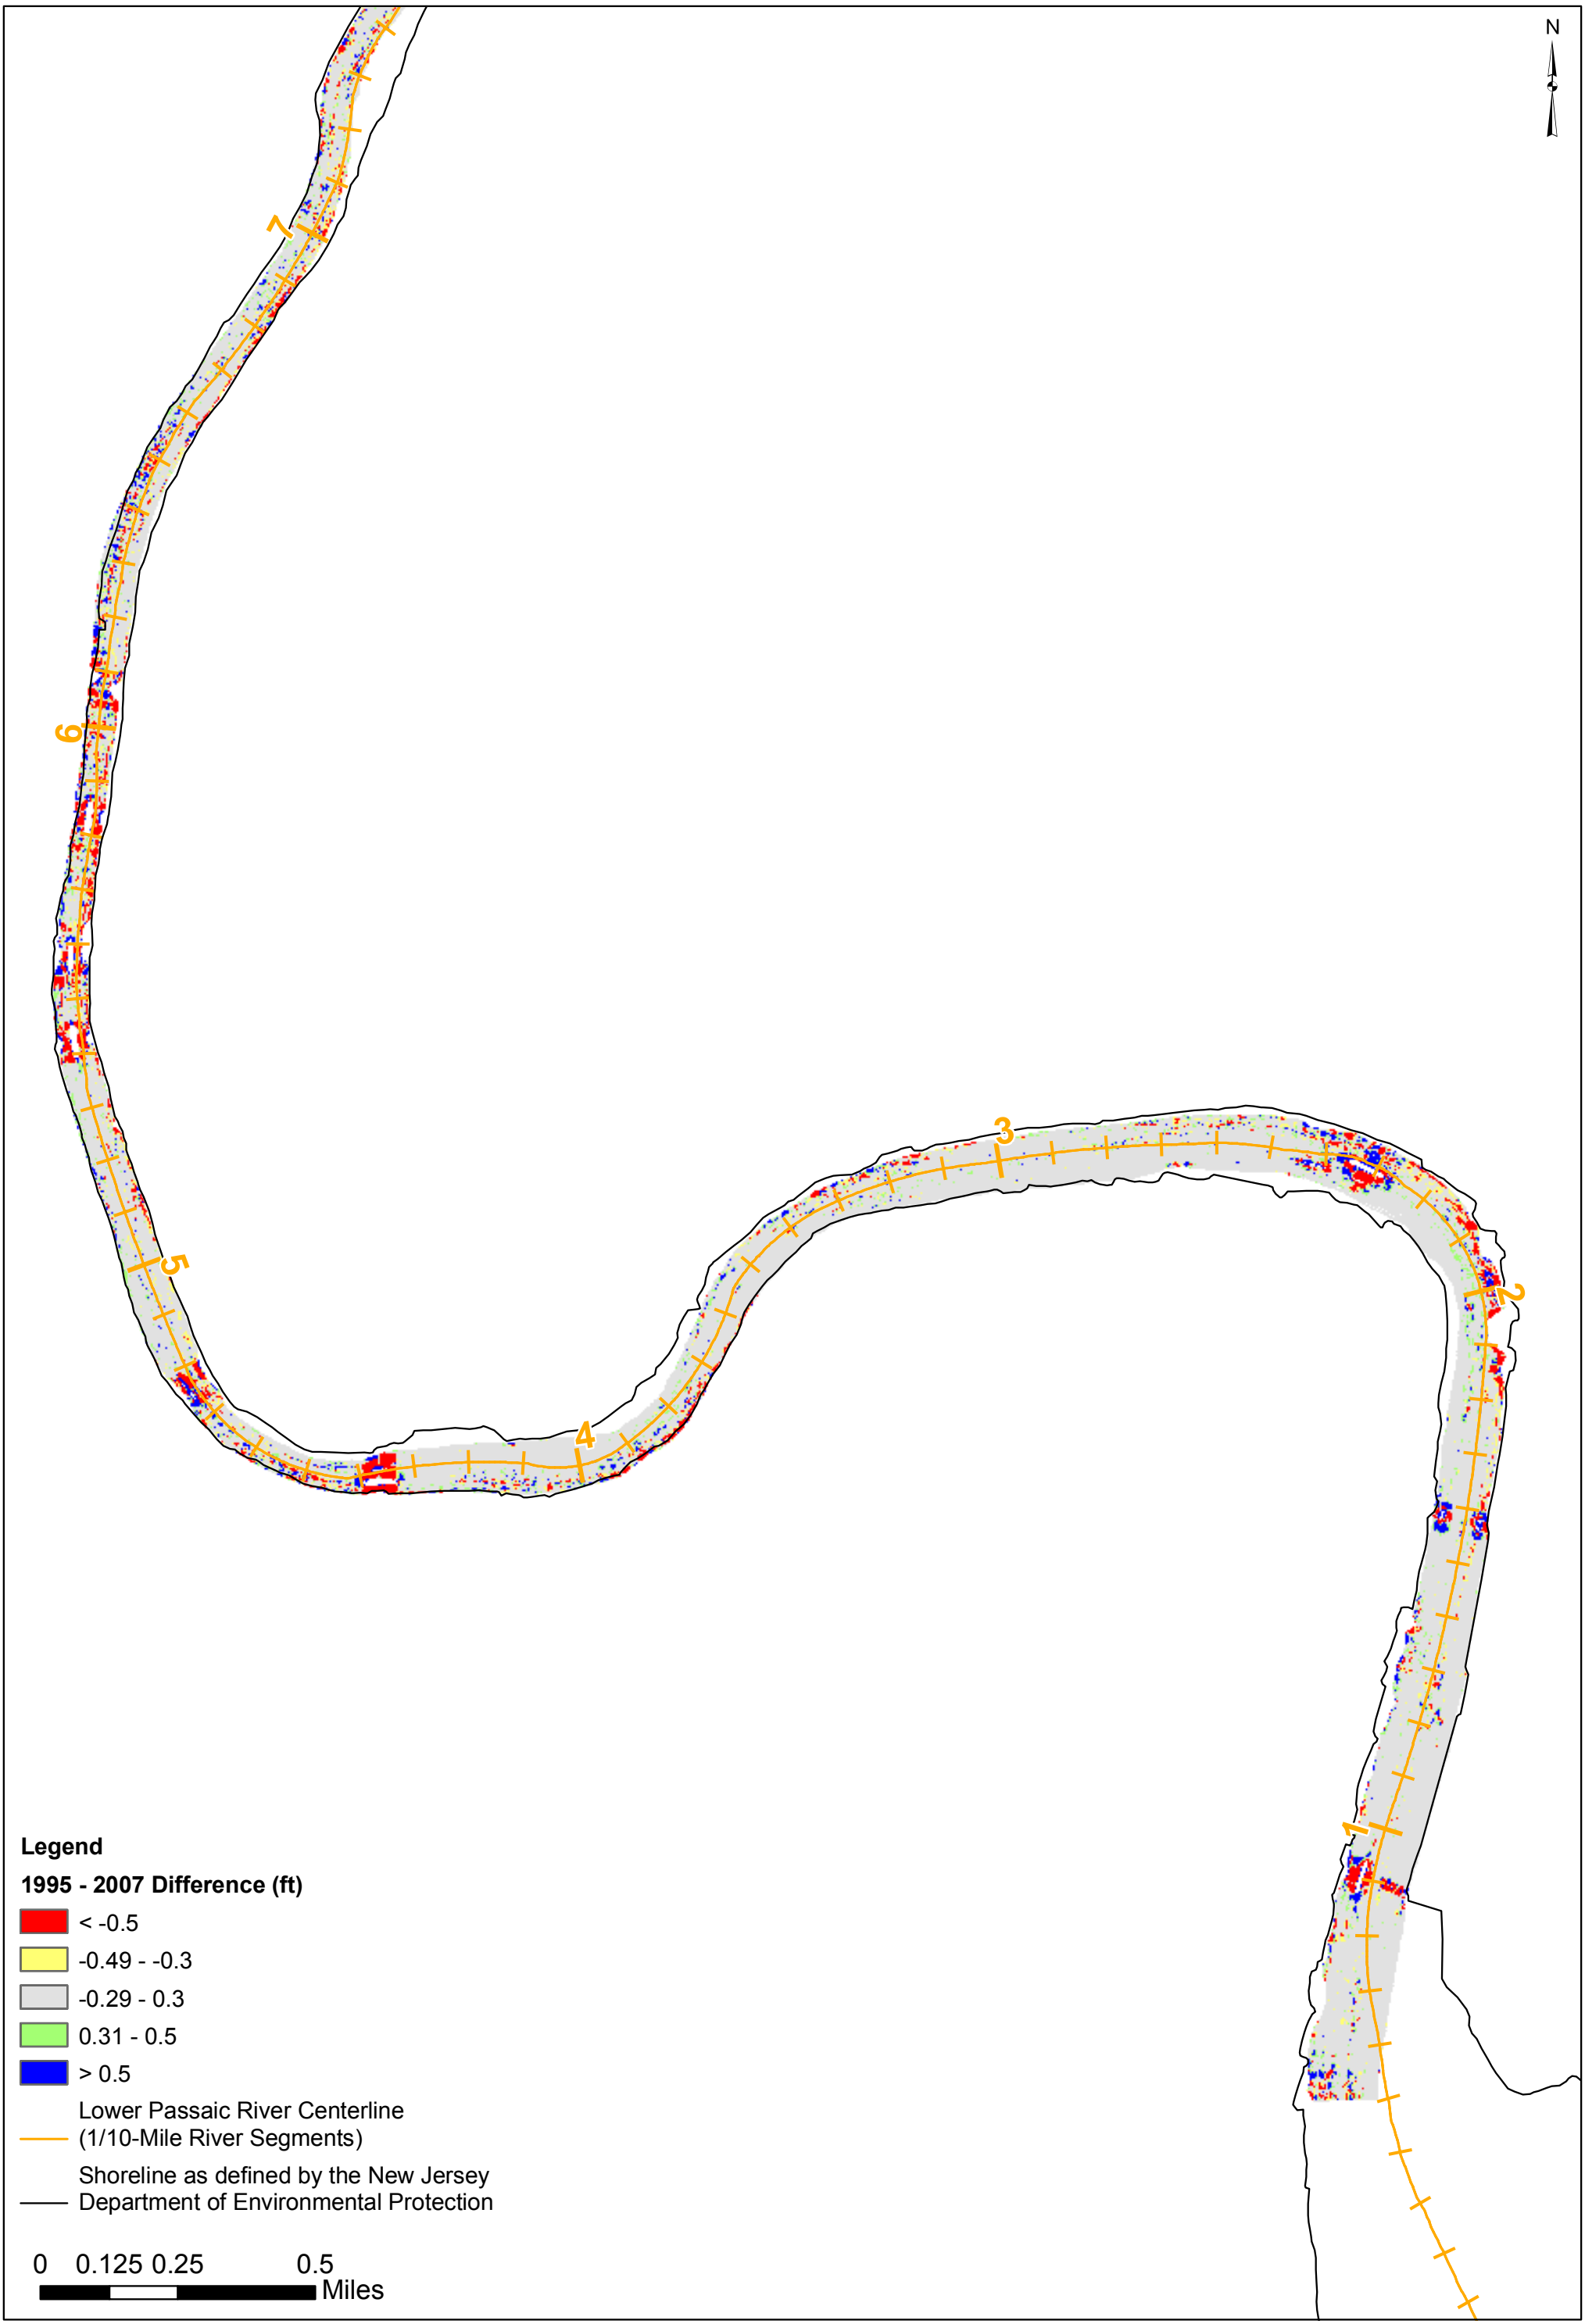 N
7
6
3
2
5
4
1
Legend
1995 - 2007 Difference (ft)
< -0.5
-0.49 - -0.3
-0.29 - 0.3
0.31 - 0.5
> 0.5
Lower Passaic River Centerline
(1/10-Mile River Segments)
Shoreline as defined by the New Jersey
Department of Environmental Protection
0 0.125 0.25 0.5
Miles